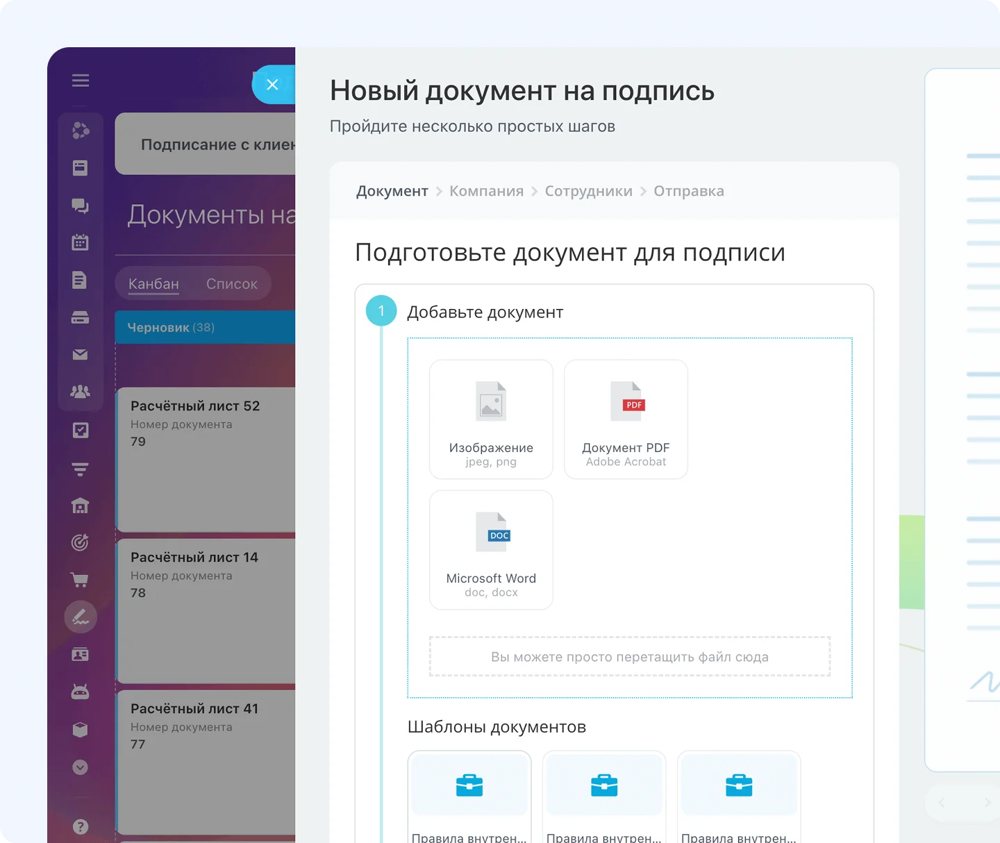 Новый документ на подпись
Пройдите несколько простых шагов
Подписание с клиен
Документы на
Канбан
Список
Черновик (38)
Расчётный лист 52
Номер документа
79
Расчётный лист 14
Номер документа
78
Расчётный лист 41
Номер документа
77
?
Документ > Компания > Сотрудники > Отправка
Подготовьте документ для подписи
1
Добавьте документ
Изображение
jpeg, png
PDF
Документ PDF
Adobe Acrobat
DOC
Microsoft Word
doc, docx
Вы можете просто перетащить файл сюда
Шаблоны документов
Правила внутрен...
Правила внутрен...
Правила внутрен...